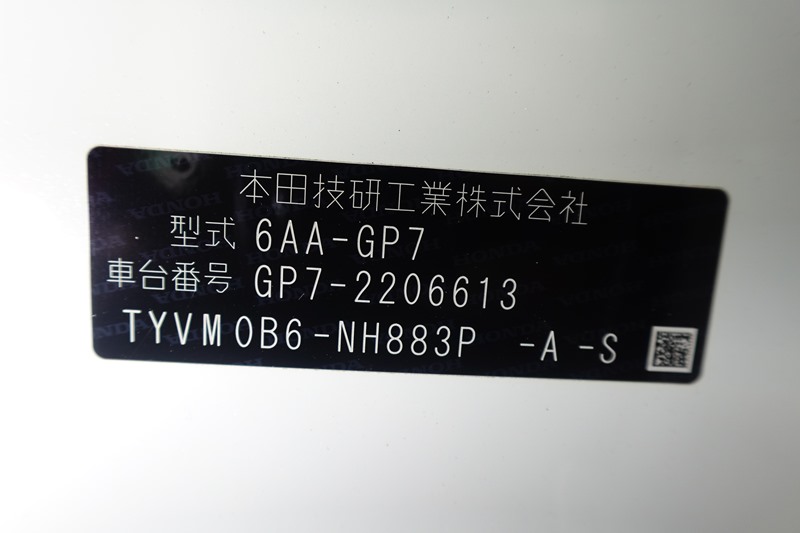 本田技研工業株式会社
型式 6AA-GP7
車台番号 GP7-2206613
TYVM0B6-NH883P -A -S